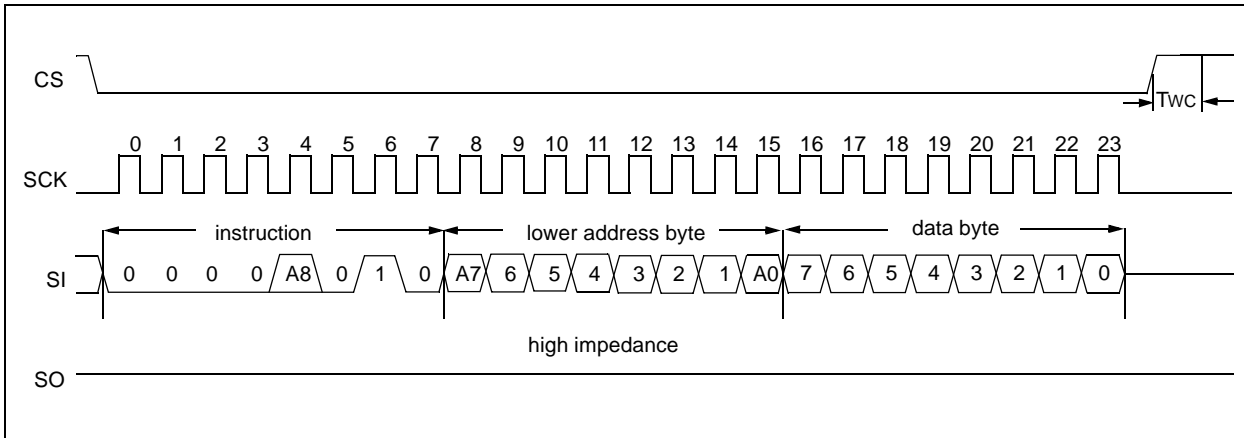 CS
TWC
0 1 2 3 4 5 6 7 8 9 10 11 12 13 14 15 16 17 18 19 20 21 22 23
SCK
instruction lower address byte data byte
SI 0 0 0 0 A8 0 1 0 A7 6 5 4 3 2 1 A0 7 6 5 4 3 2 1 0
high impedance
SO